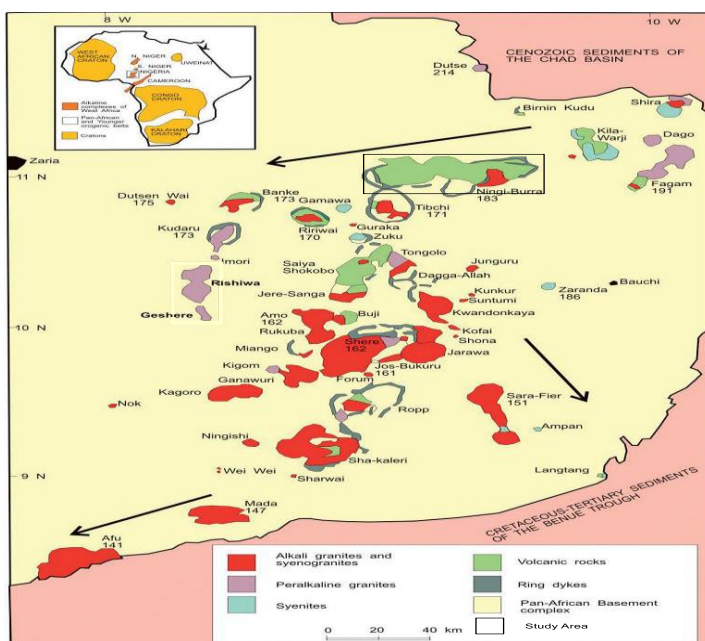 8 W
10 W
WEST
AFRICAN
CRATON
N. NIGER
S. NIGER
NIGERIA
UWEINAT
CAMEROON
CONGO
CRATON
KALAHARI
CRATON
Alkaline
complexes of
West Africa
Pan-African
and Younger
orogenic belts
Cratons
CENOZOIC SEDIMENTS OF
THE CHAD BASIN
Dutse
214
Birnin Kudu
Shira
Kila-
Warji
Dago
Fagam
191
Zaria
11 N
Dutsen Wai
175
Banke
173
Gamawa
Ningi-Burra
183
Tibchi
171
Ririwai
170
Guraka
Kudaru
173
Zuku
Imori
Tongolo
Saiya
Shokobo
Junguru
Dagga-Allah
Rishiwa
Jere-Sanga
Kunkur
Suntumi
Zaranda
186
Bauchi
Geshere
Kwandonkaya
10 N
Amo
162
Buji
Rukuba
Kofai
Shere
162
Shona
Miango
Jarawa
Kigom
Jos-Bukuru
161
Ganawuri
Forum
Kagoro
Sara-Fier
151
Nok
Ropp
Ampan
Ningishi
Sha-kaleri
9 N
Wei Wei
Sharwai
Langtang
Mada
147
CRETACEOUS-TERTIARY SEDIMENTS
OF THE BENUE TROUGH
Afu
141
Alkali granites and
syenogranites
Volcanic rocks
Peralkaline granites
Ring dykes
Syenites
Pan-African Basement
complex
0 20 40 km
Study Area